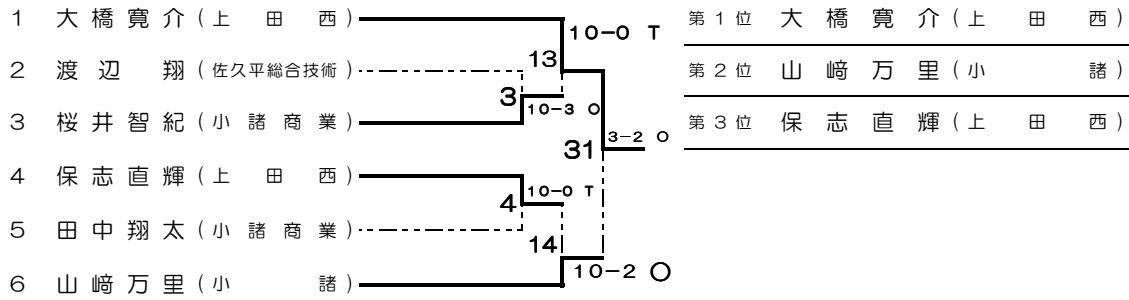 1 大橋寛介(上田西)
10-0 T
第1位 大橋寛介(上田西)
13
2 渡辺翔(佐久平総合技術)
第2位 山﨑万里(小諸)
3
10-3 O
3 桜井智紀(小諸商業)
第3位 保志直輝(上田西)
3-2 O
31
4 保志直輝(上田西)
10-0 T
4
5 田中翔太(小諸商業)
14
10-2 O
6 山﨑万里(小諸)